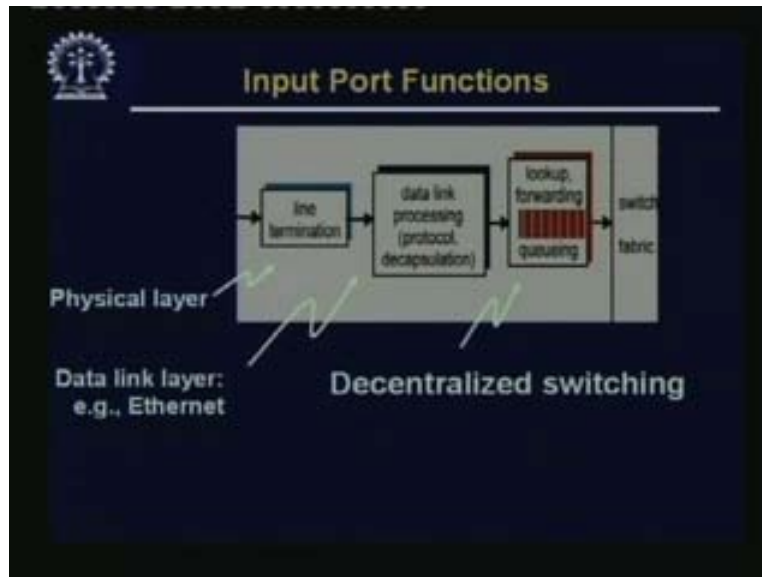 Input Port Functions
line
termination
data link
processing
(protocol,
decapsulation)
lookup,
forwarding
queueing
switch
fabric
Physical layer
Data link layer:
e.g., Ethernet
Decentralized switching